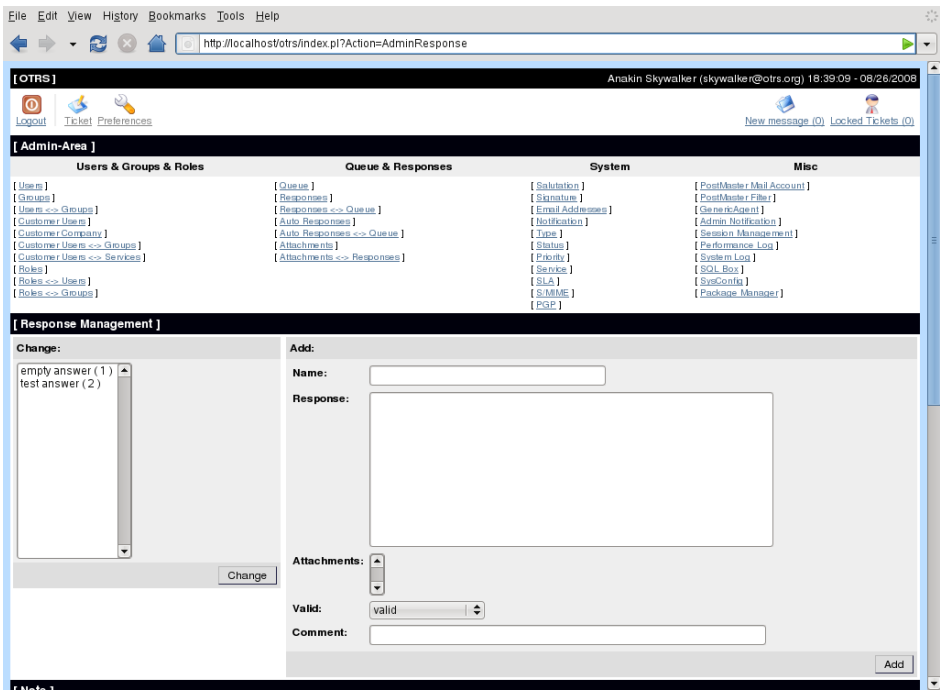 File Edit View History Bookmarks Tools Help
http://localhost/otrs/index.pl?Action=AdminResponse
[ OTRS ] Anakin Skywalker (skywalker@otrs.org) 18:39:09 - 08/26/2008
Logout Ticket Preferences New message (0) Locked Tickets (0)
[ Admin-Area ]
Users & Groups & Roles Queue & Responses System Misc
[ Users ] [ Queue ] [ Salutation ] [ PostMaster Mail Account ]
[ Groups ] [ Responses ] [ Signature ] [ PostMaster Filter ]
[ Users <-> Groups ] [ Responses <-> Queue ] [ Email Addresses ] [ GenericAgent ]
[ Customer Users ] [ Auto Responses ] [ Notification ] [ Admin Notification ]
[ Customer Company ] [ Auto Responses <-> Queue ] [ Type ] [ Session Management ]
[ Customer Users <-> Groups ] [ Attachments ] [ Status ] [ Performance Log ]
[ Customer Users <-> Services ] [ Attachments <-> Responses ] [ Priority ] [ System Log ]
[ Roles ] [ Service ] [ SQL Box ]
[ Roles <-> Users ] [ SLA ] [ SysConfig ]
[ Roles <-> Groups ] [ S/MIME ] [ Package Manager ]
[ PGP ]
[ Response Management ]
Change: Add:
empty answer ( 1 )
test answer ( 2 )
Change
Name:
Response:
Attachments:
Valid: valid
Comment:
Add
[ Note ]